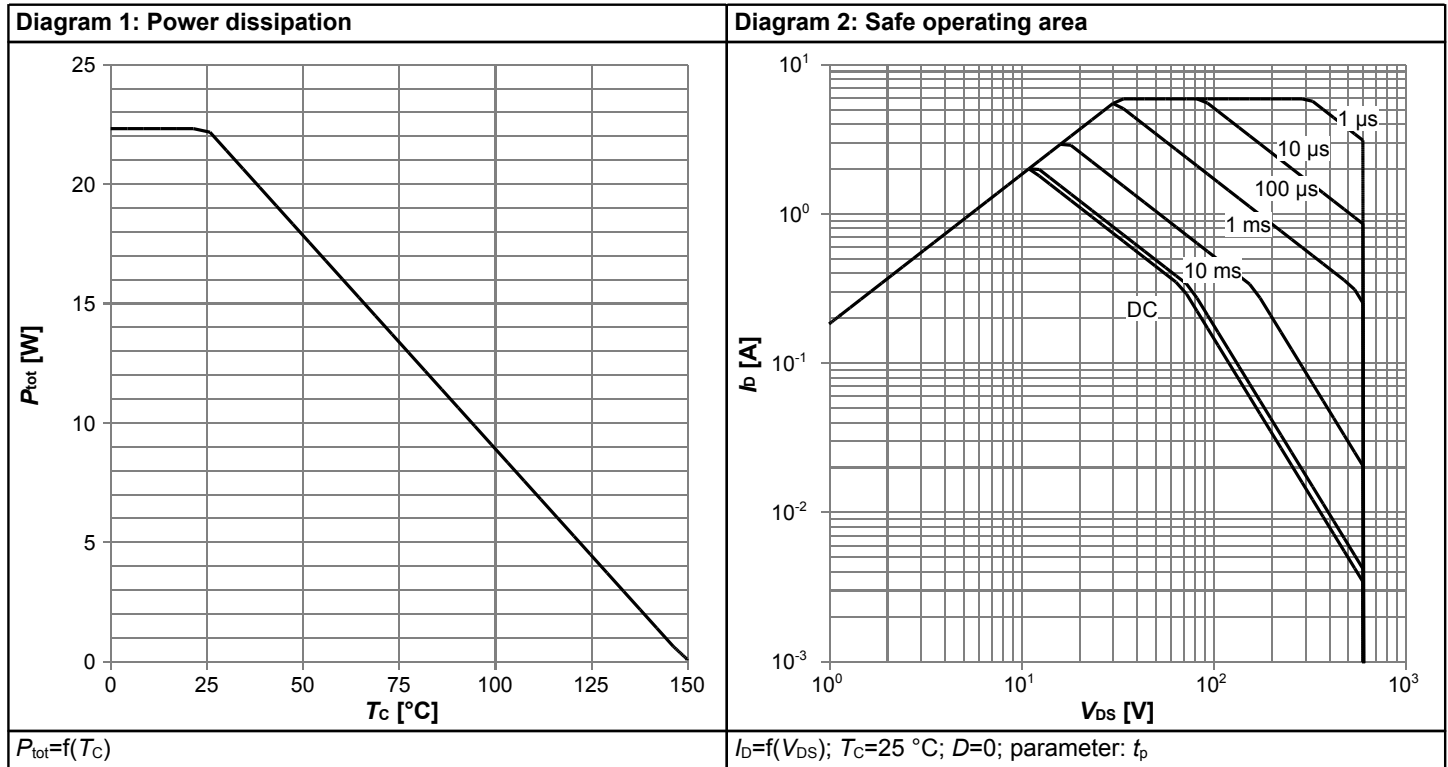 Diagram 1: Power dissipation
25
20
15
10
5
0
0 25 50 75 100 125 150
Ptot [W]
TC [°C]
Ptot=f(TC)
Diagram 2: Safe operating area
10¹
10⁰
10⁻¹
10⁻²
10⁻³
10⁰ 10¹ 10² 10³
ID [A]
VDS [V]
1 µs
10 µs
100 µs
1 ms
10 ms
DC
ID=f(VDS); TC=25 °C; D=0; parameter: tp